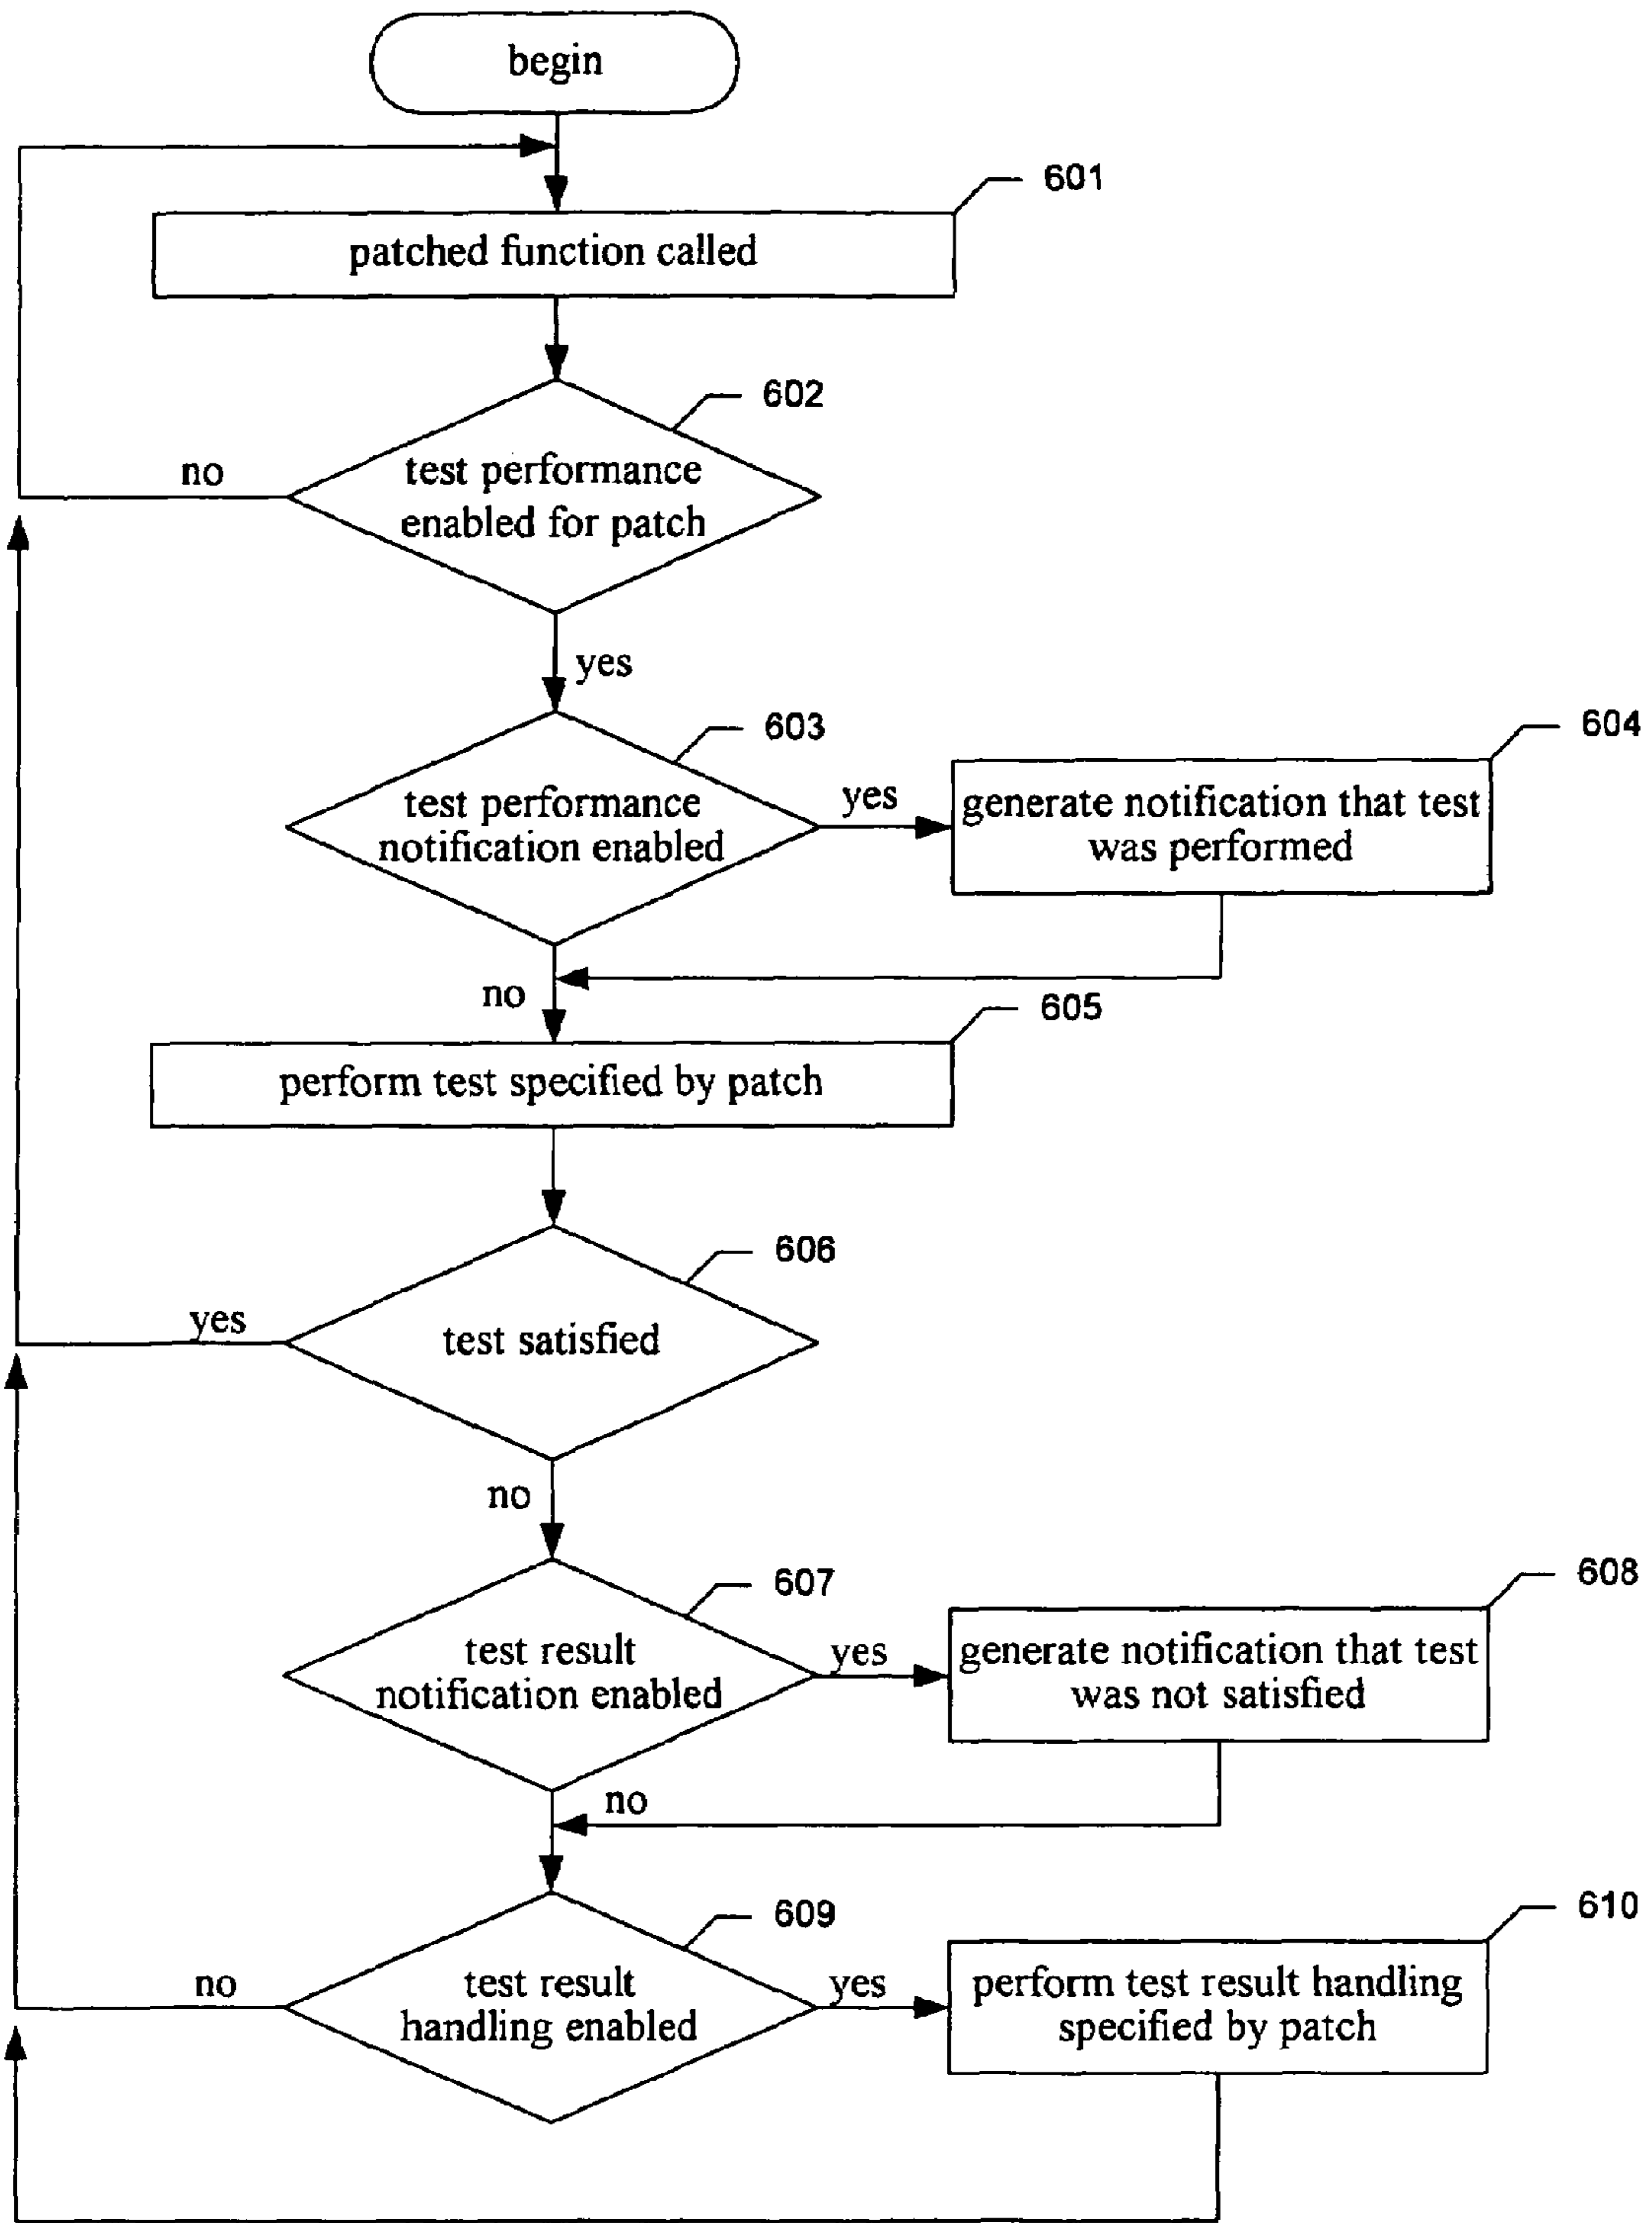 begin
601
patched function called
602
test performance
enabled for patch
no
yes
603
test performance
notification enabled
yes
604
generate notification that test
was performed
no
605
perform test specified by patch
606
test satisfied
yes
no
607
test result
notification enabled
yes
608
generate notification that test
was not satisfied
no
609
test result
handling enabled
no
yes
610
perform test result handling
specified by patch